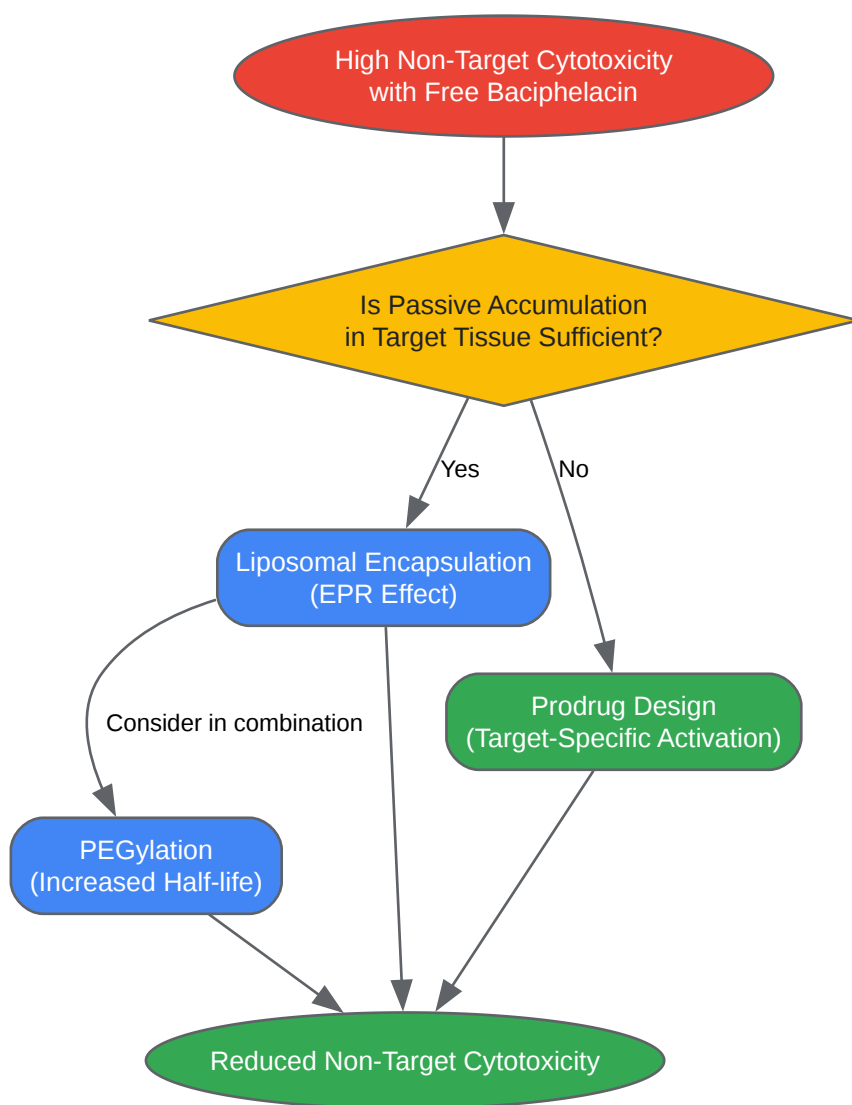 High Non-Target Cytotoxicity
with Free Baciphelacin
Is Passive Accumulation
in Target Tissue Sufficient?
Yes
No
Liposomal Encapsulation
(EPR Effect)
Prodrug Design
(Target-Specific Activation)
Consider in combination
PEGylation
(Increased Half-life)
Reduced Non-Target Cytotoxicity